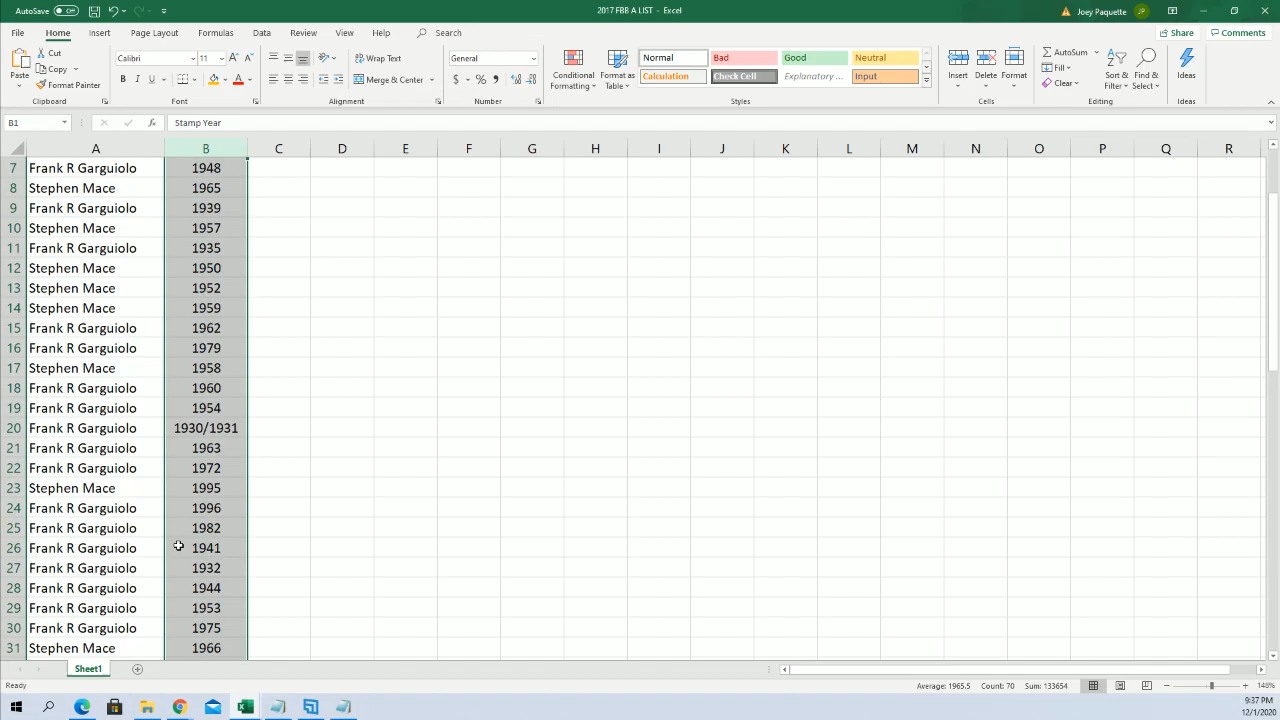 AutoSave Off 2017 FBB A LIST - Excel Joey Paquette JP
File Home Insert Page Layout Formulas Data Review View Help Search Share Comments
Paste Cut Copy Format Painter Clipboard
Calibri 11 A A B I U A Font
Wrap Text Merge & Center Alignment
General $ % Number
Conditional Formatting Format as Table
Normal Bad Good Neutral
Calculation Check Cell Explanatory ... Input
Styles
Insert Delete Format Cells
AutoSum Fill Clear Sort & Filter Find & Select Editing
Ideas Ideas
B1 fx Stamp Year
A B C D E F G H I J K L M N O P Q R
7 Frank R Garguiolo 1948
8 Stephen Mace 1965
9 Frank R Garguiolo 1939
10 Stephen Mace 1957
11 Frank R Garguiolo 1935
12 Stephen Mace 1950
13 Stephen Mace 1952
14 Stephen Mace 1959
15 Frank R Garguiolo 1962
16 Frank R Garguiolo 1979
17 Stephen Mace 1958
18 Frank R Garguiolo 1960
19 Frank R Garguiolo 1954
20 Frank R Garguiolo 1930/1931
21 Frank R Garguiolo 1963
22 Frank R Garguiolo 1972
23 Stephen Mace 1995
24 Frank R Garguiolo 1996
25 Frank R Garguiolo 1982
26 Frank R Garguiolo 1941
27 Frank R Garguiolo 1932
28 Frank R Garguiolo 1944
29 Frank R Garguiolo 1953
30 Frank R Garguiolo 1975
31 Stephen Mace 1966
Sheet1
Ready Average: 1965.5 Count: 70 Sum: 133654 148%
9:37 PM
12/1/2020